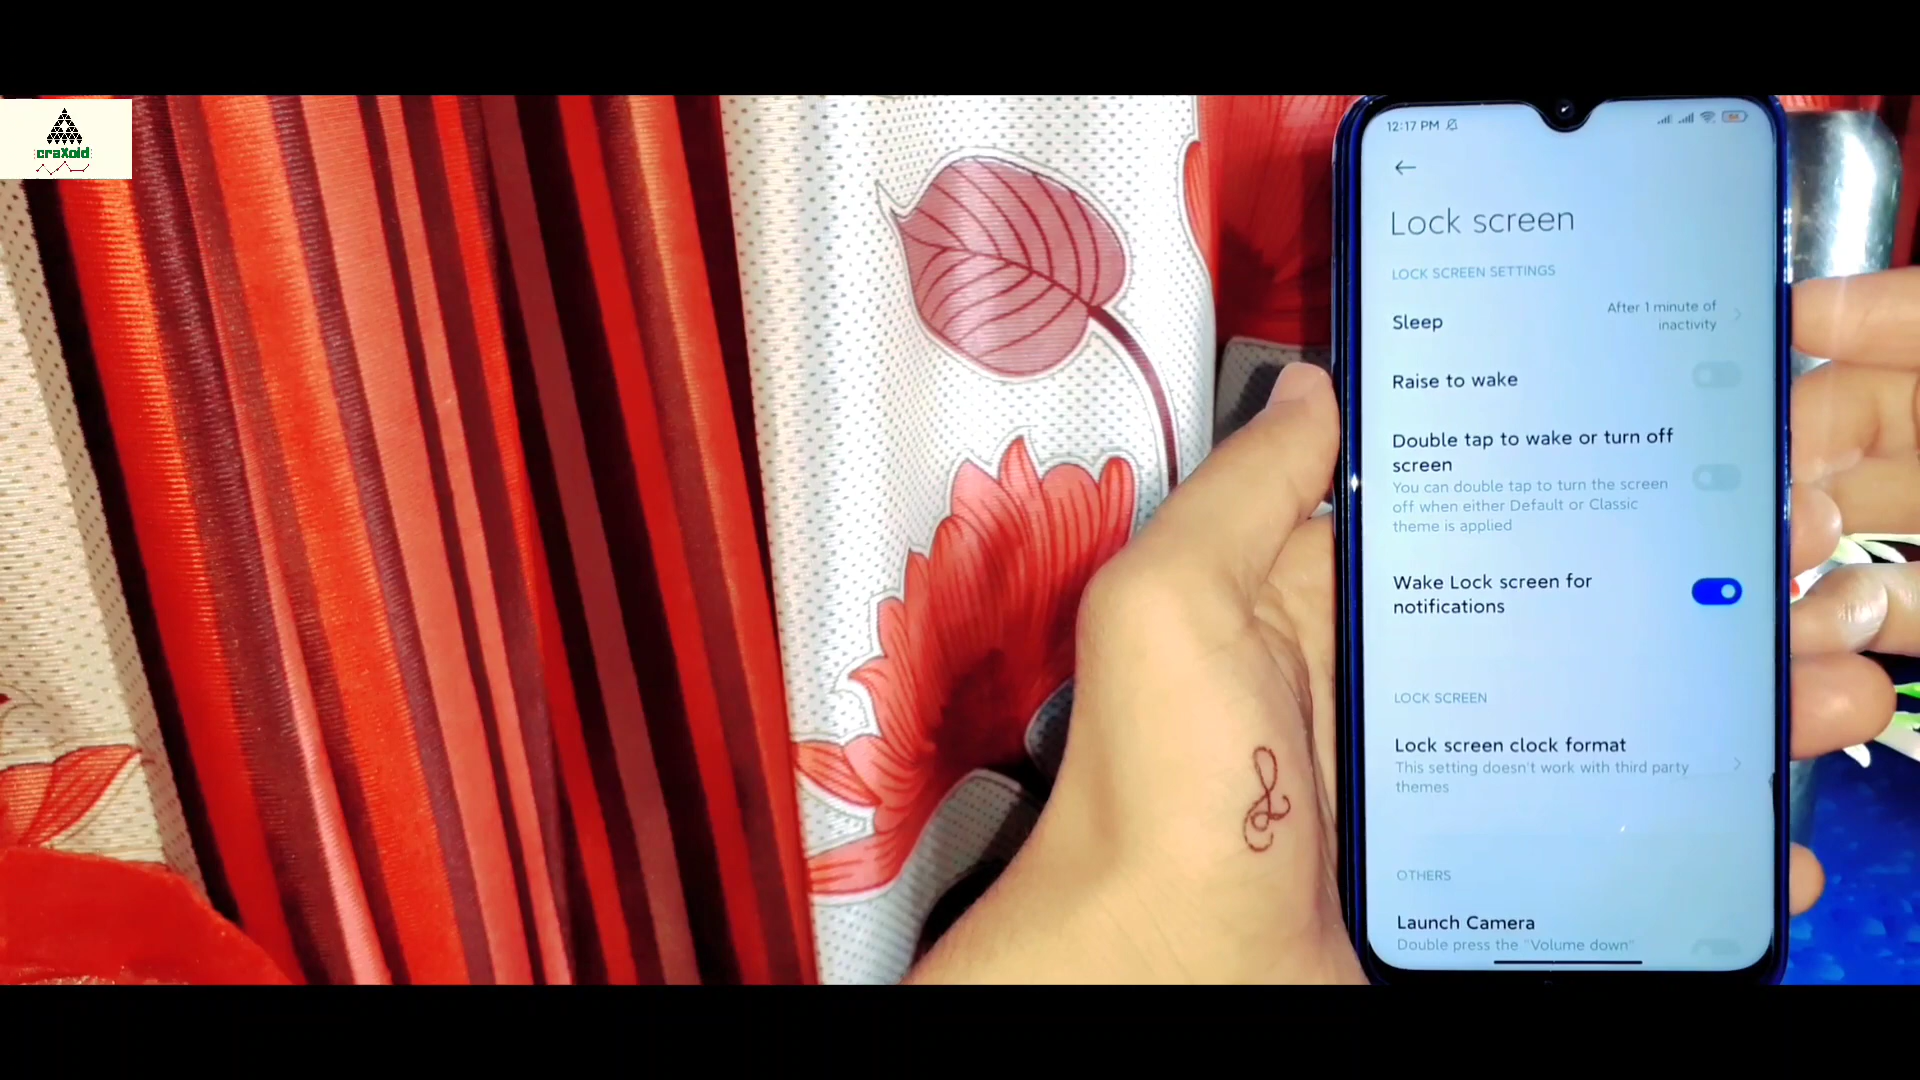 craXoid
12:17 PM
Lock screen
LOCK SCREEN SETTINGS
Sleep
After 1 minute of
inactivity
Raise to wake
Double tap to wake or turn off
screen
You can double tap to turn the screen
off when either Default or Classic
theme is applied
Wake Lock screen for
notifications
LOCK SCREEN
Lock screen clock format
This setting doesn't work with third party
themes
OTHERS
Launch Camera
Double press the "Volume down"